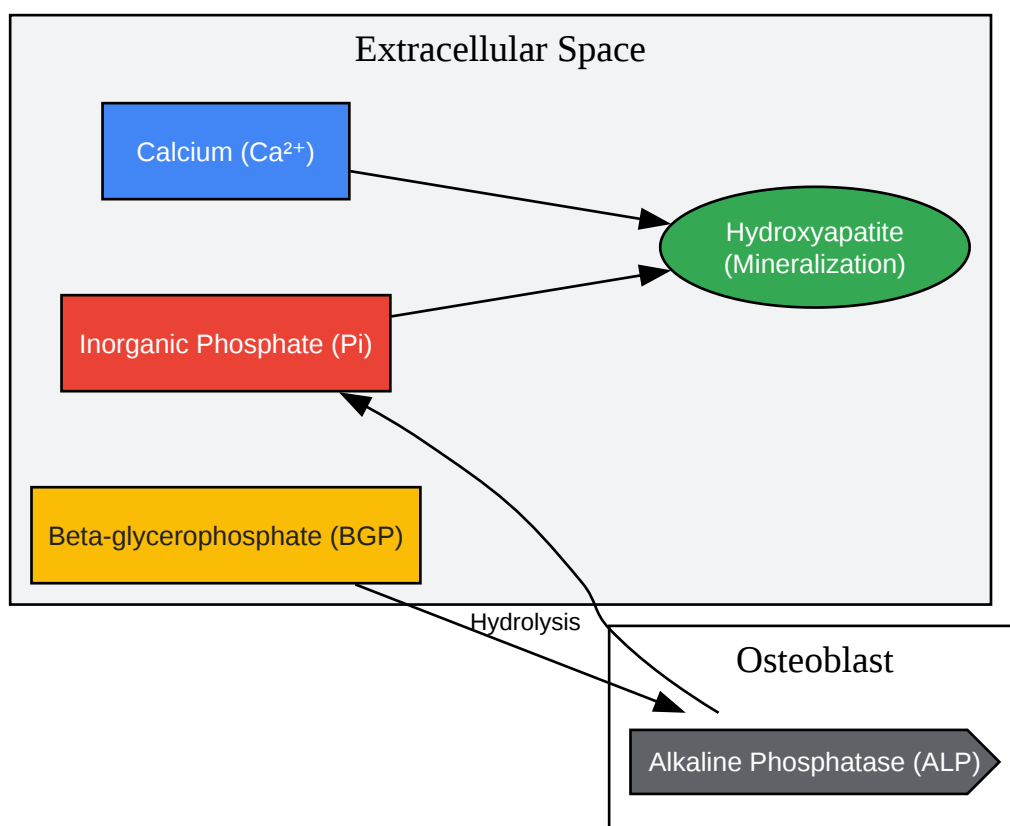 Extracellular Space
Calcium (Ca²⁺)
Hydroxyapatite
(Mineralization)
Inorganic Phosphate (Pi)
Beta-glycerophosphate (BGP)
Hydrolysis
Osteoblast
Alkaline Phosphatase (ALP)